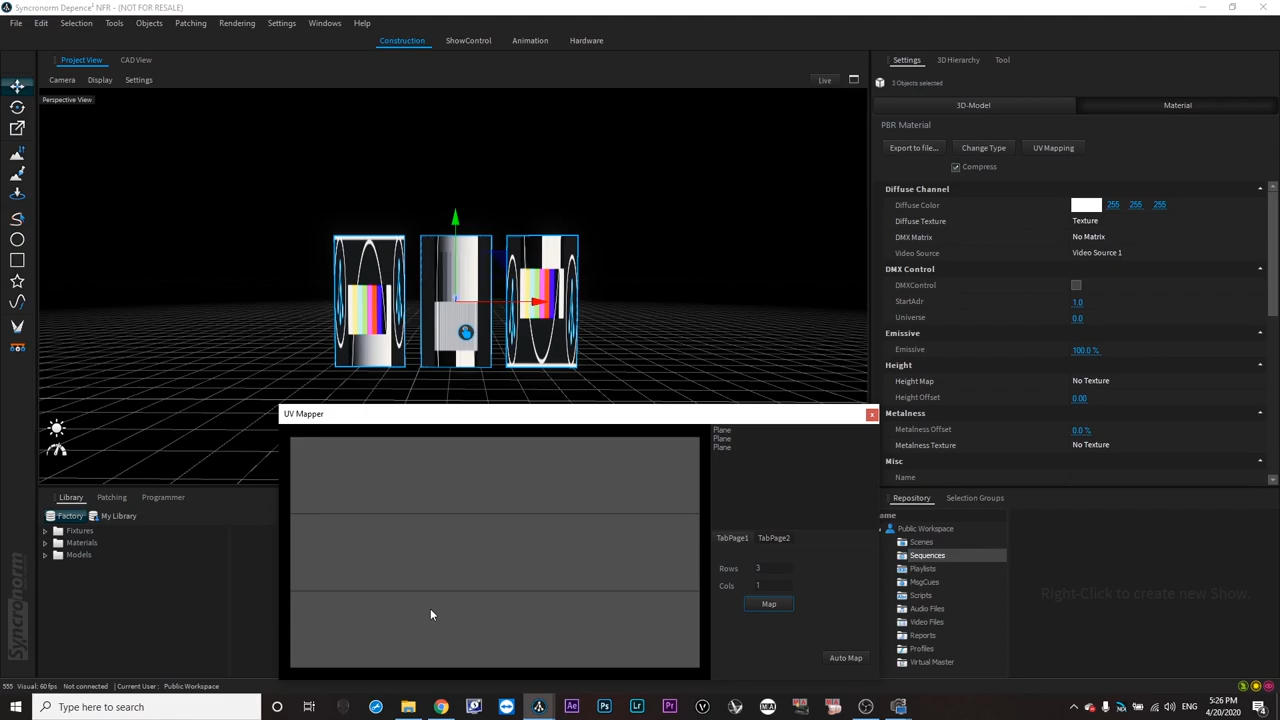 Syncronorm Depence² NFR - (NOT FOR RESALE)
File Edit Selection Tools Objects Patching Rendering Settings Windows Help
Construction ShowControl Animation Hardware
Project View CAD View
Camera Display Settings Live
Perspective View
Settings 3D Hierarchy Tool
3 Objects selected
3D-Model Material
PBR Material
Export to file... Change Type UV Mapping
Compress
Diffuse Channel
Diffuse Color 255 255 255
Diffuse Texture Texture
DMX Matrix No Matrix
Video Source Video Source 1
DMX Control
DMXControl
StartAdr 1.0
Universe 0.0
Emissive
Emissive 100.0 %
Height
Height Map No Texture
Height Offset 0.00
Metalness
Metalness Offset 0.0 %
Metalness Texture No Texture
Misc
Name
UV Mapper x
Plane
Plane
Plane
TabPage1 TabPage2
Rows 3
Cols 1
Map
Auto Map
Library Patching Programmer
Factory My Library
Fixtures
Materials
Models
Syncronorm
Repository Selection Groups
ame
Public Workspace
Scenes
Sequences
Playlists
MsgCues
Scripts
Audio Files
Video Files
Reports
Profiles
Virtual Master
Right-Click to create new Show.
555 Visual: 60 fps Not connected Current User : Public Workspace
Type here to search
ENG 5:26 PM
4/20/2020